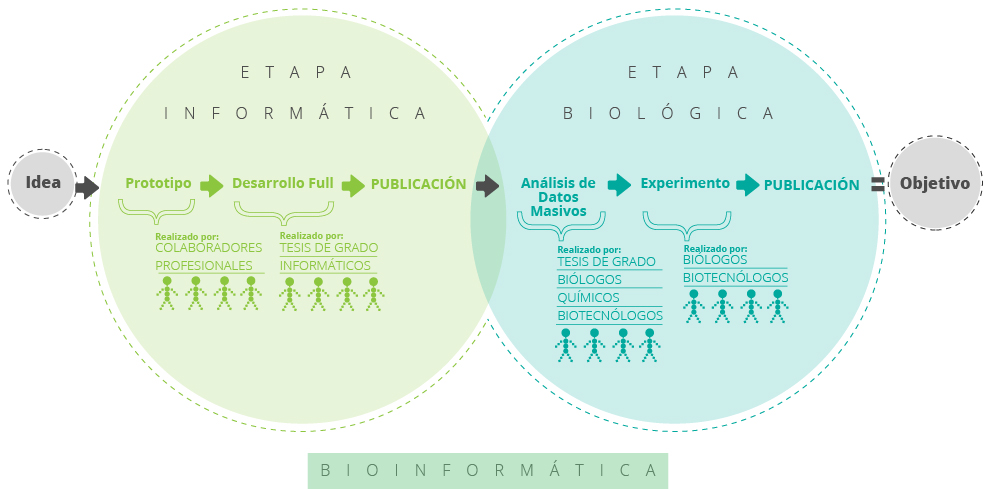 ETAPA
INFORMÁTICA
ETAPA
BIOLÓGICA
Idea
Prototipo
Desarrollo Full
PUBLICACIÓN
Realizado por:
COLABORADORES
PROFESIONALES
Realizado por:
TESIS DE GRADO
INFORMÁTICOS
Análisis de
Datos
Masivos
Experimento
PUBLICACIÓN
Realizado por:
TESIS DE GRADO
BIÓLOGOS
QUÍMICOS
BIOTECNÓLOGOS
Realizado por:
BIÓLOGOS
BIOTECNÓLOGOS
=
Objetivo
BIOINFORMÁTICA